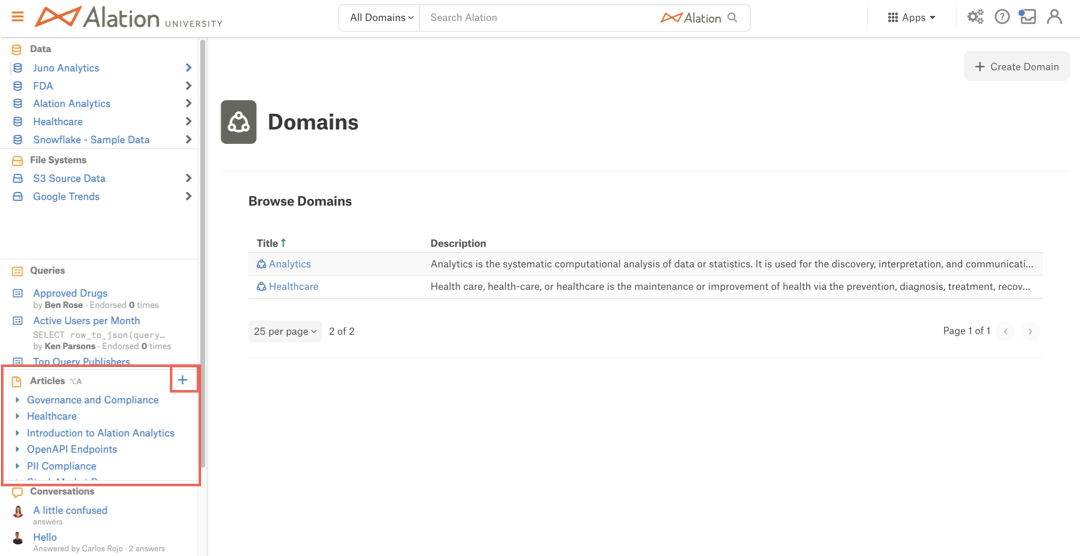 Alation UNIVERSITY
All Domains
Search Alation
Alation
Apps
Data
Juno Analytics
FDA
Alation Analytics
Healthcare
Snowflake - Sample Data
File Systems
S3 Source Data
Google Trends
Queries
Approved Drugs
by Ben Rose · Endorsed 0 times
Active Users per Month
SELECT row_to_json(query…
by Ken Parsons · Endorsed 0 times
Top Query Publishers
Articles ⌥A
+
Governance and Compliance
Healthcare
Introduction to Alation Analytics
OpenAPI Endpoints
PII Compliance
Conversations
A little confused
answers
Hello
Answered by Carlos Rojo · 2 answers
+ Create Domain
Domains
Browse Domains
Title ↑ Description
Analytics Analytics is the systematic computational analysis of data or statistics. It is used for the discovery, interpretation, and communicati...
Healthcare Health care, health-care, or healthcare is the maintenance or improvement of health via the prevention, diagnosis, treatment, recov...
25 per page 2 of 2
Page 1 of 1